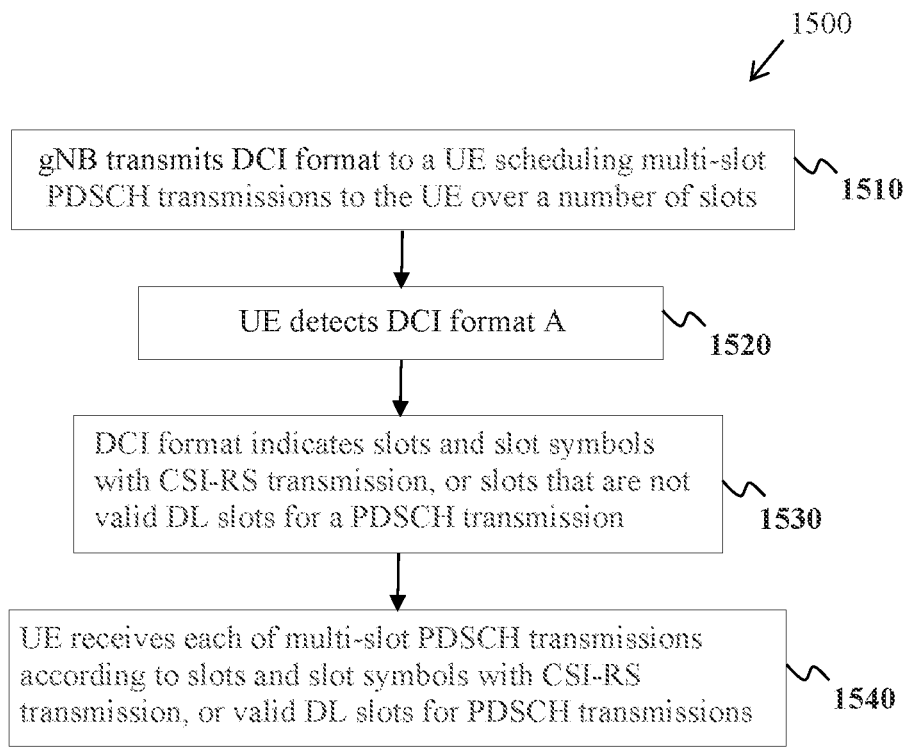 1500
gNB transmits DCI format to a UE scheduling multi-slot
PDSCH transmissions to the UE over a number of slots
1510
UE detects DCI format A
1520
DCI format indicates slots and slot symbols
with CSI-RS transmission, or slots that are not
valid DL slots for a PDSCH transmission
1530
UE receives each of multi-slot PDSCH transmissions
according to slots and slot symbols with CSI-RS
transmission, or valid DL slots for PDSCH transmissions
1540